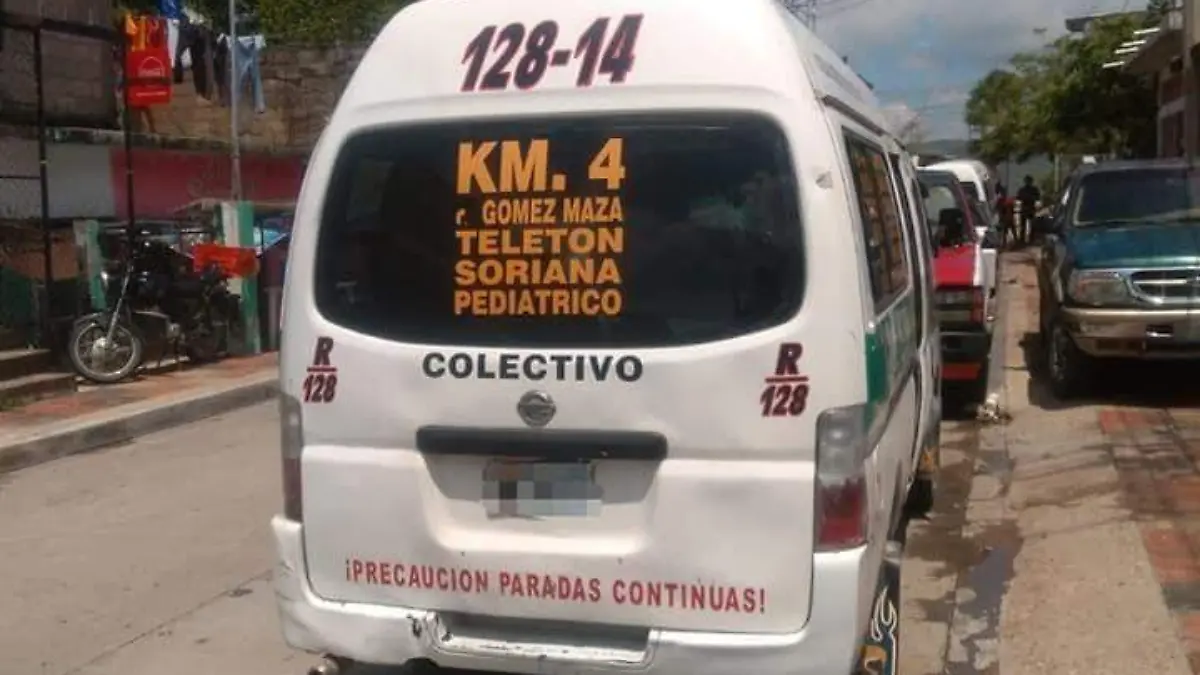 128-14
KM. 4
r. GOMEZ MAZA
TELETON
SORIANA
PEDIATRICO
COLECTIVO
R
128
R
128
¡PRECAUCION PARADAS CONTINUAS!